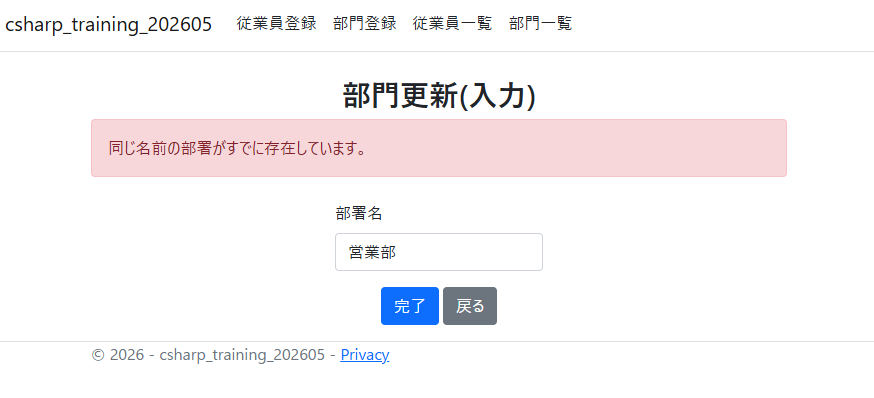 csharp_training_202605 従業員登録 部門登録 従業員一覧 部門一覧
部門更新(入力)
同じ名前の部署がすでに存在しています。
部署名
営業部
完了 戻る
© 2026 - csharp_training_202605 - Privacy